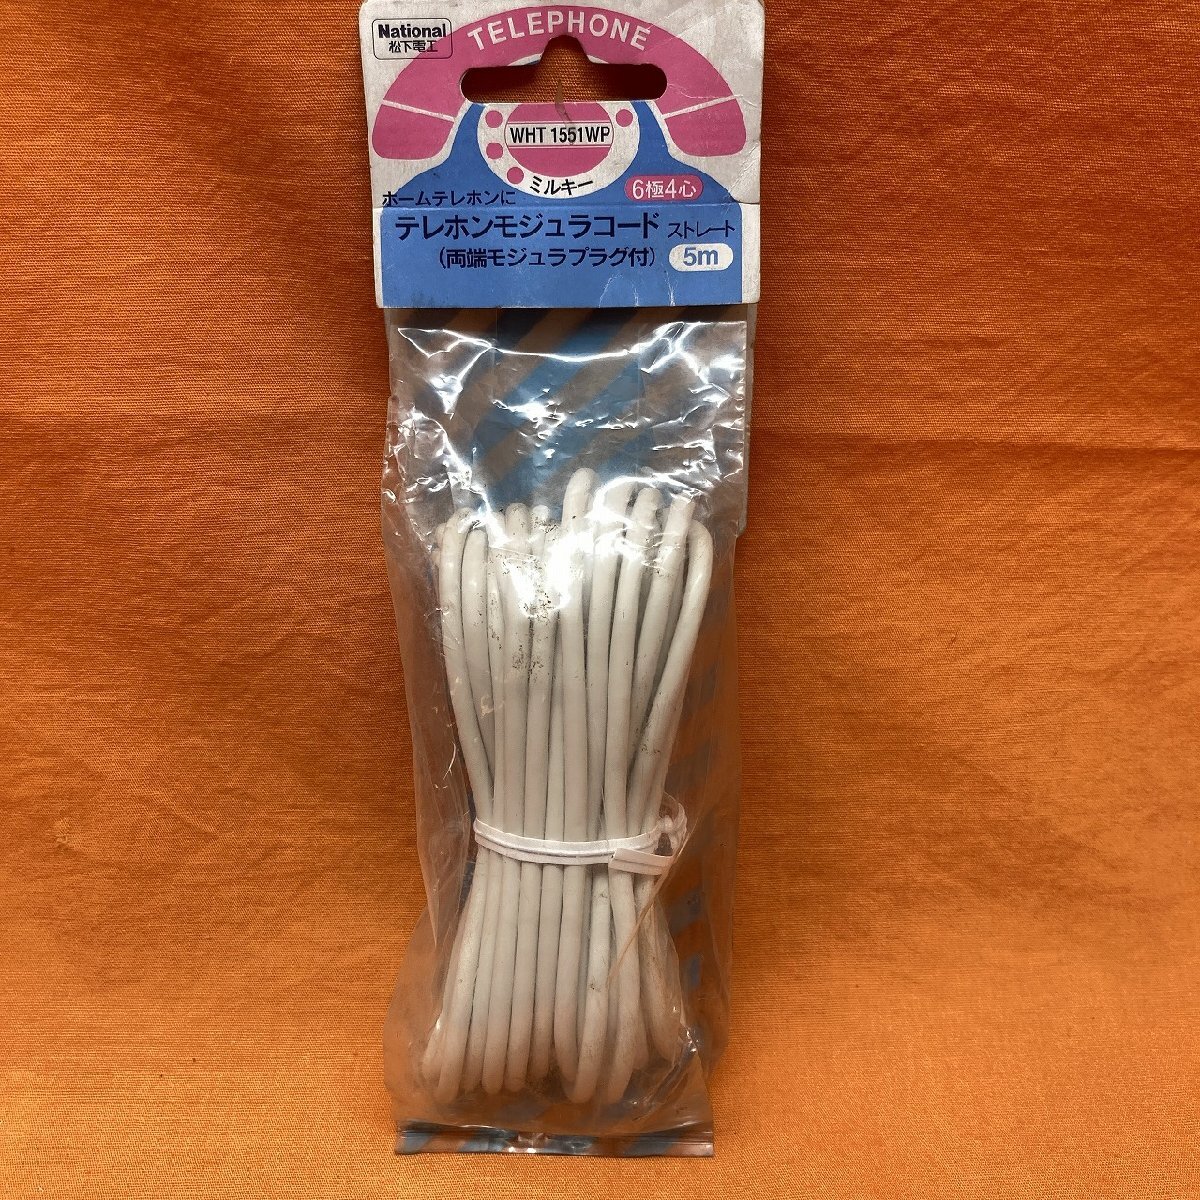 National
松下電工
TELEPHONE
WHT 1551WP
ミルキー
6極4心
ホームテレホンに
テレホンモジュラコード ストレート
(両端モジュラプラグ付) 5m